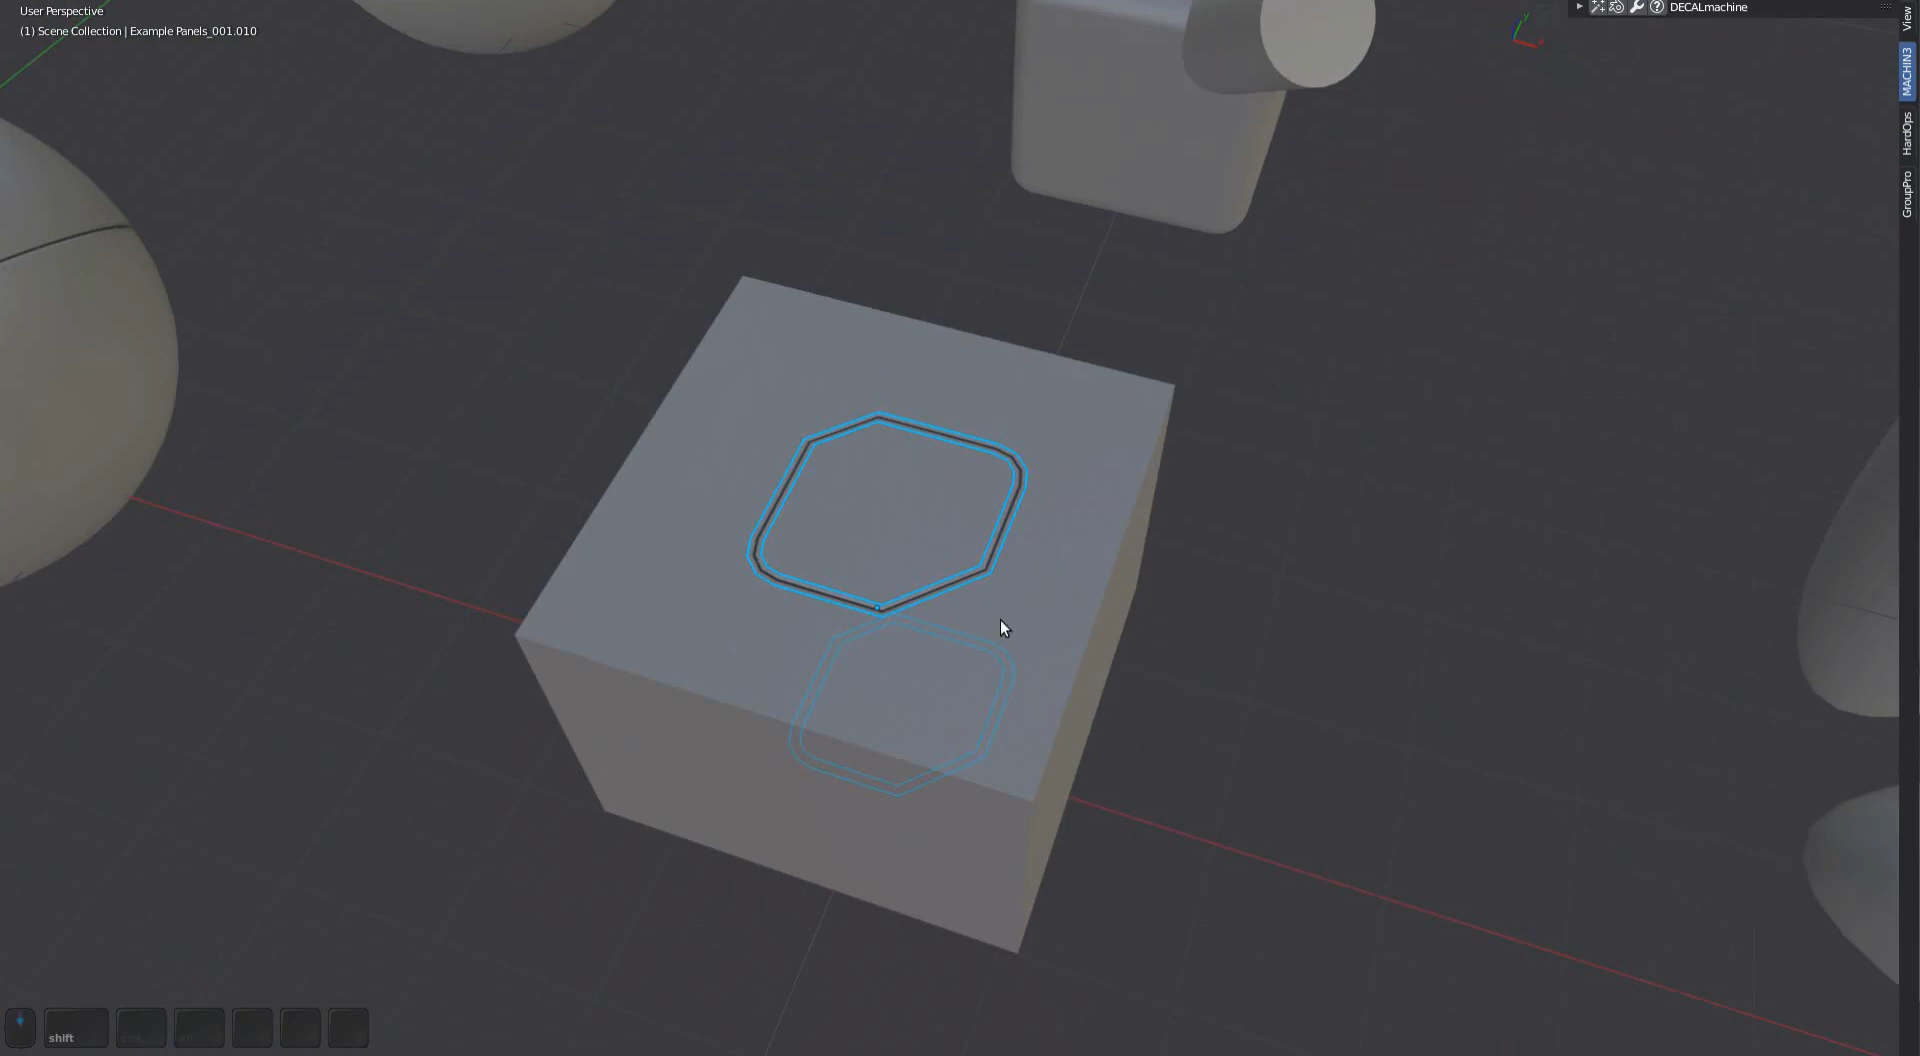 User Perspective
(1) Scene Collection | Example Panels_001.010
DECALmachine
View
MACHIN3
HardOps
GroupPro
shift